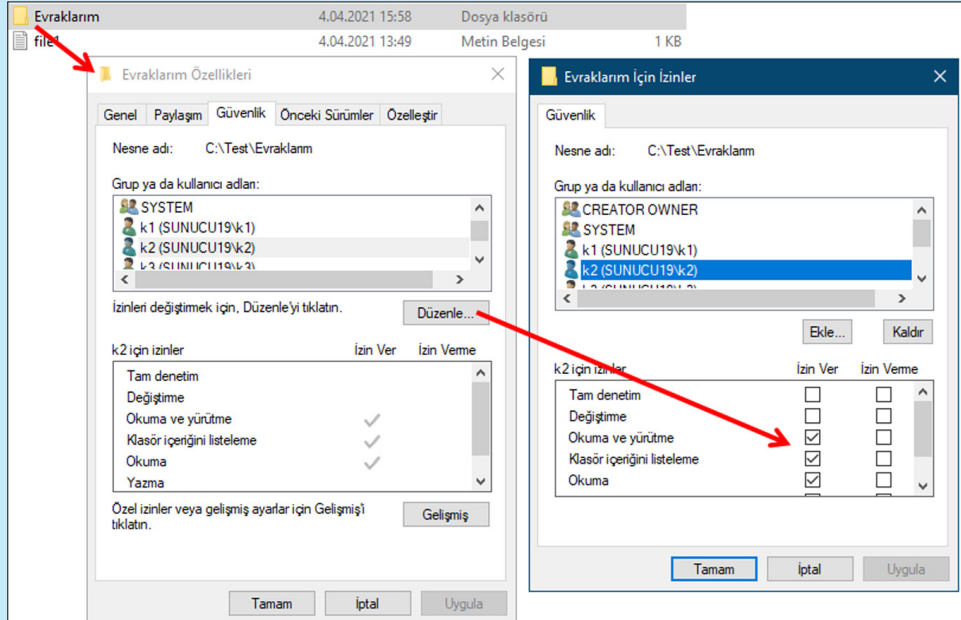 Evraklarım 4.04.2021 15:58 Dosya klasörü
file1 4.04.2021 13:49 Metin Belgesi 1 KB
Evraklarım Özellikleri
Genel Paylaşım Güvenlik Önceki Sürümler Özelleştir
Nesne adı: C:\Test\Evraklarım
Grup ya da kullanıcı adları:
SYSTEM
k1 (SUNUCU19\k1)
k2 (SUNUCU19\k2)
k3 (SUNUCU19\k3)
İzinleri değiştirmek için, Düzenle'yi tıklatın.
Düzenle...
k2 için izinler İzin Ver İzin Verme
Tam denetim
Değiştirme
Okuma ve yürütme
Klasör içeriğini listeleme
Okuma
Yazma
Özel izinler veya gelişmiş ayarlar için Gelişmiş'i
tıklatın.
Gelişmiş
Tamam İptal Uygula
Evraklarım İçin İzinler
Güvenlik
Nesne adı: C:\Test\Evraklarım
Grup ya da kullanıcı adları:
CREATOR OWNER
SYSTEM
k1 (SUNUCU19\k1)
k2 (SUNUCU19\k2)
Ekle... Kaldır
k2 için izinler İzin Ver İzin Verme
Tam denetim
Değiştirme
Okuma ve yürütme
Klasör içeriğini listeleme
Okuma
Tamam İptal Uygula